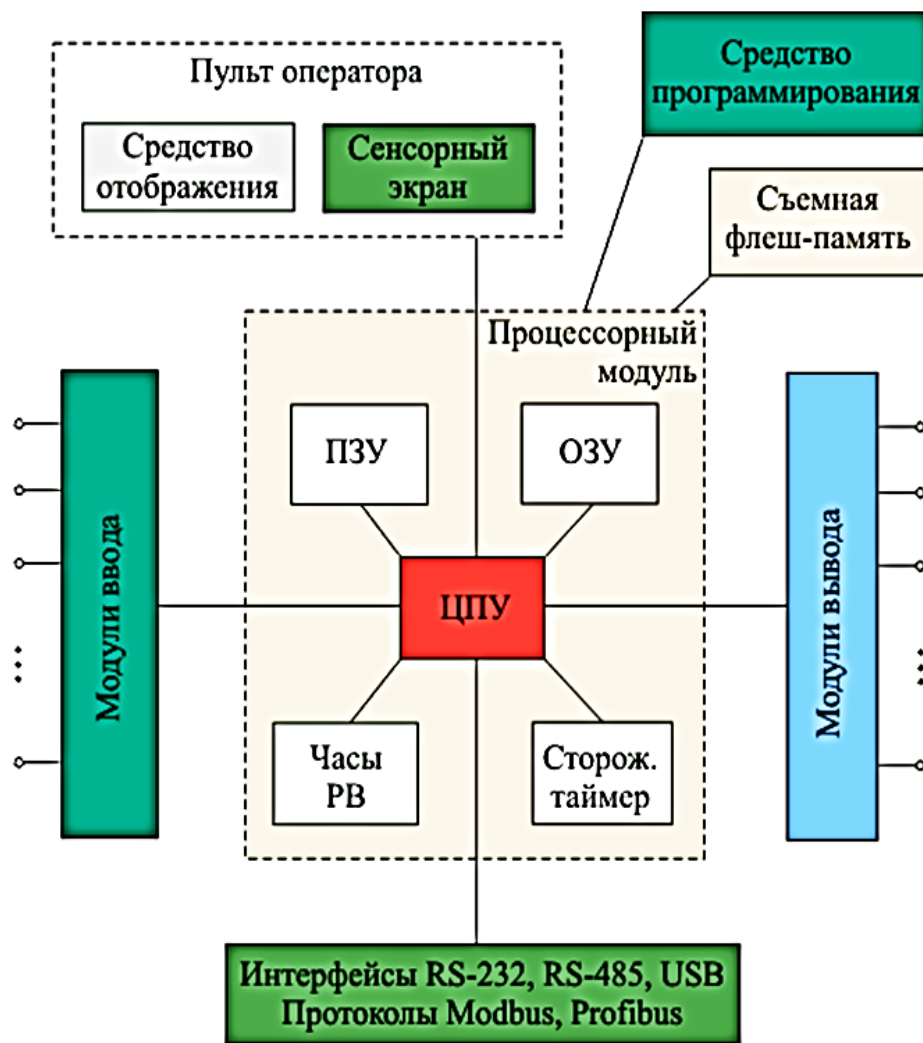 Пульт оператора
Средство
отображения
Сенсорный
экран
Средство
программирования
Съемная
флеш-память
Процессорный
модуль
ПЗУ
ОЗУ
ЦПУ
Часы
РВ
Сторож.
таймер
Модули ввода
Модули вывода
Интерфейсы RS-232, RS-485, USB
Протоколы Modbus, Profibus